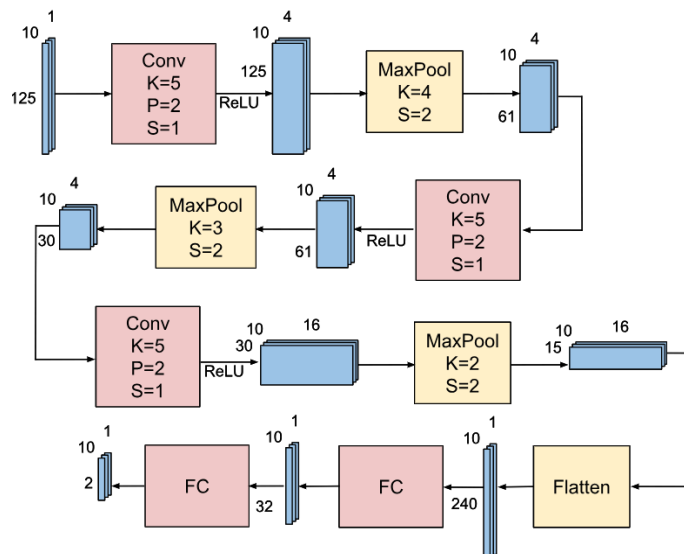 1
10
125
Conv
K=5
P=2
S=1
ReLU
4
10
125
MaxPool
K=4
S=2
4
10
61
Conv
K=5
P=2
S=1
ReLU
4
10
61
MaxPool
K=3
S=2
4
10
30
Conv
K=5
P=2
S=1
ReLU
16
10
30
MaxPool
K=2
S=2
16
10
15
Flatten
1
10
240
FC
1
10
32
FC
1
10
2